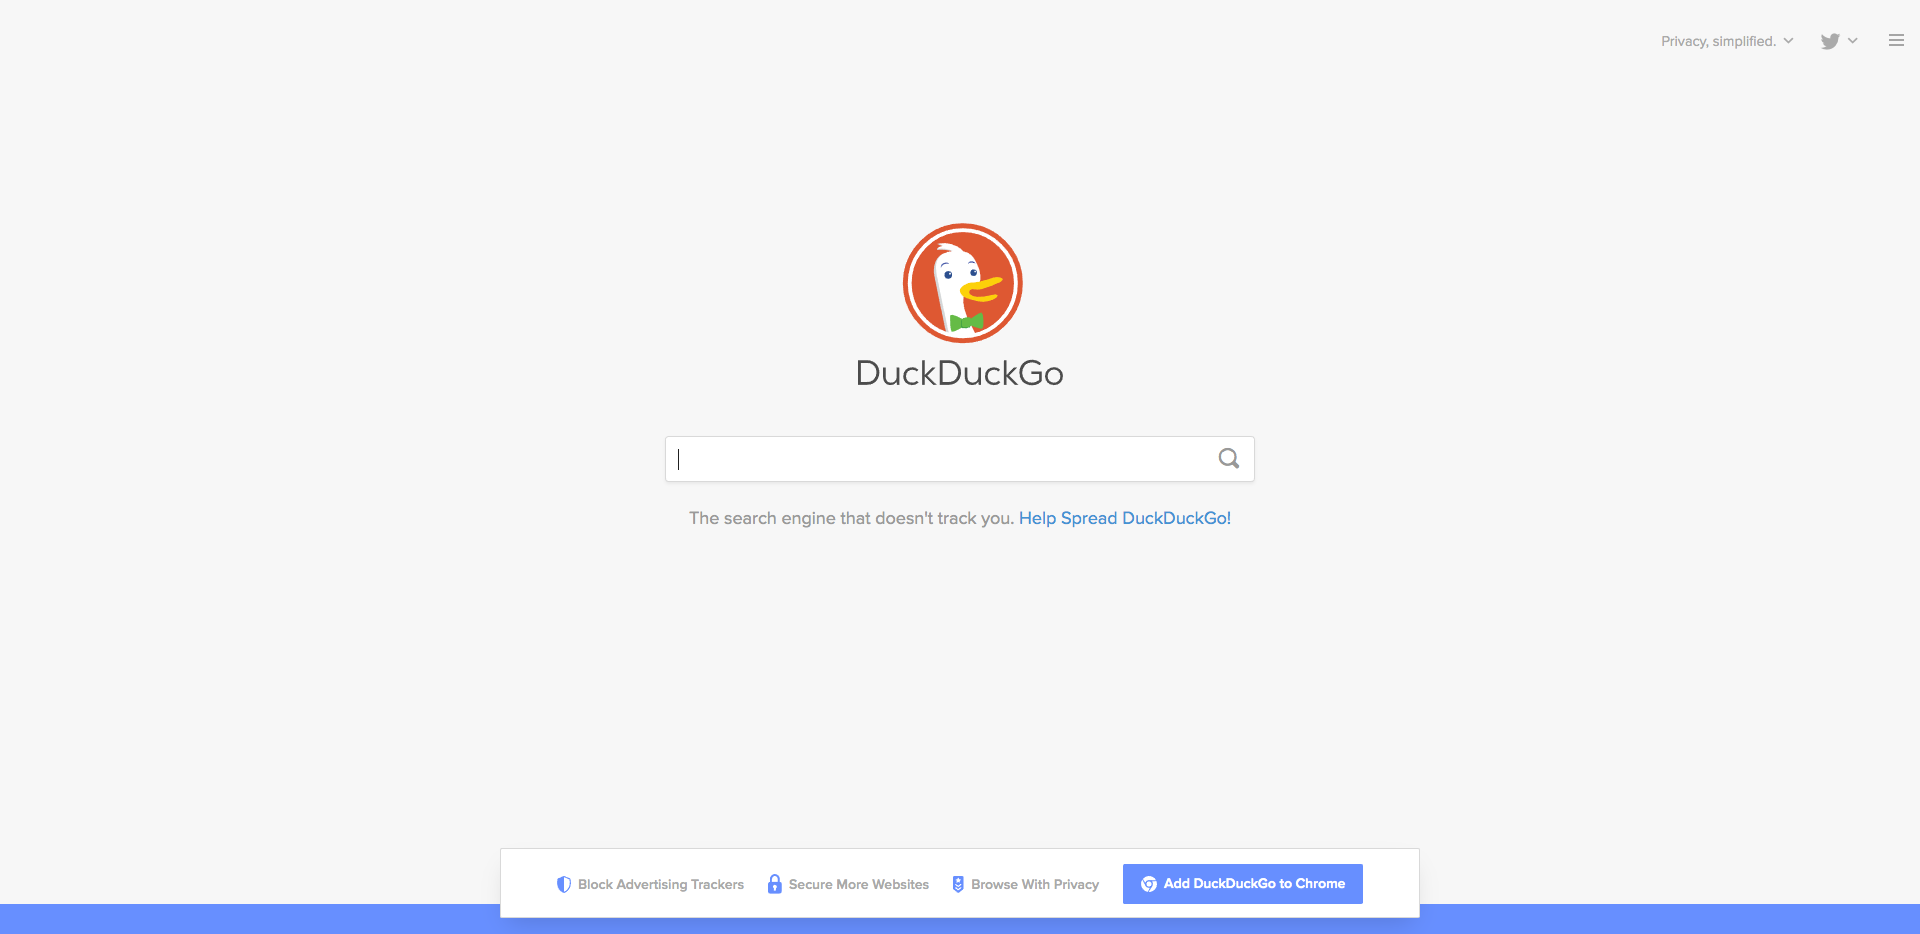 Privacy, simplified.
DuckDuckGo
The search engine that doesn't track you. Help Spread DuckDuckGo!
Block Advertising Trackers Secure More Websites Browse With Privacy Add DuckDuckGo to Chrome